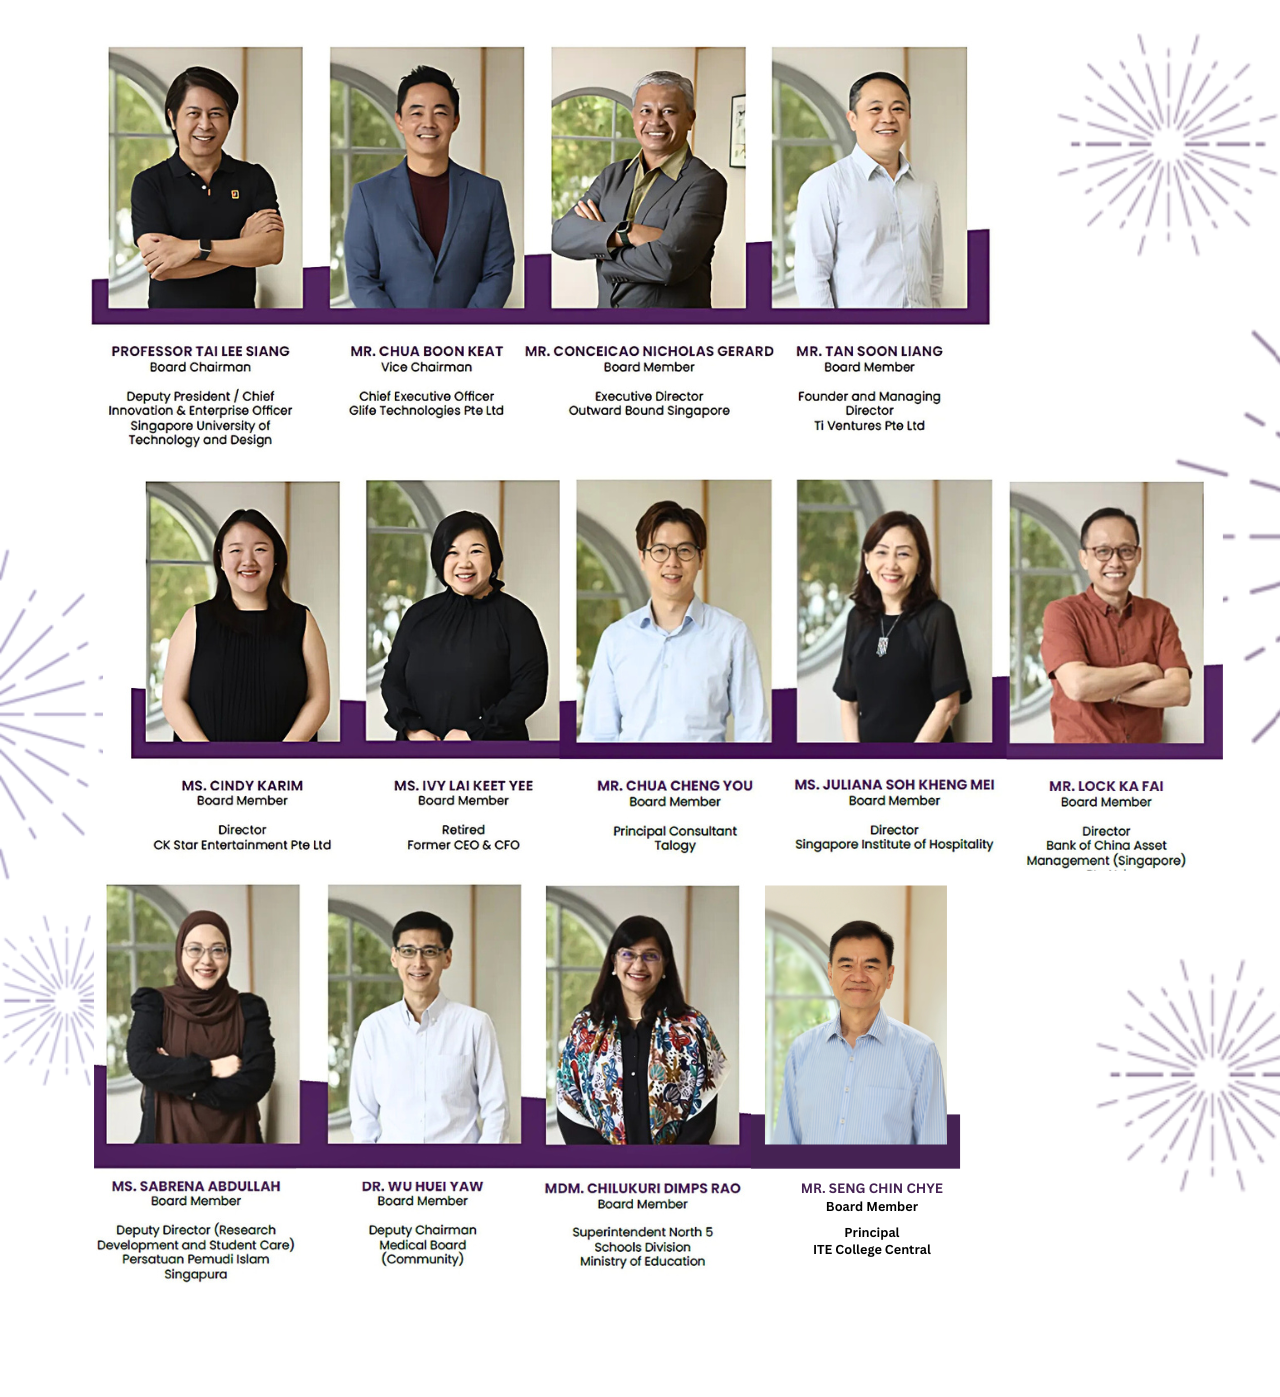 PROFESSOR TAI LEE SIANG
Board Chairman
Deputy President / Chief
Innovation & Enterprise Officer
Singapore University of
Technology and Design
MR. CHUA BOON KEAT
Vice Chairman
Chief Executive Officer
Glife Technologies Pte Ltd
MR. CONCEICAO NICHOLAS GERARD
Board Member
Executive Director
Outward Bound Singapore
MR. TAN SOON LIANG
Board Member
Founder and Managing
Director
Ti Ventures Pte Ltd
MS. CINDY KARIM
Board Member
Director
CK Star Entertainment Pte Ltd
MS. IVY LAI KEET YEE
Board Member
Retired
Former CEO & CFO
MR. CHUA CHENG YOU
Board Member
Principal Consultant
Talogy
MS. JULIANA SOH KHENG MEI
Board Member
Director
Singapore Institute of Hospitality
MR. LOCK KA FAI
Board Member
Director
Bank of China Asset
Management (Singapore)
MS. SABRENA ABDULLAH
Board Member
Deputy Director (Research
Development and Student Care)
Persatuan Pemudi Islam
Singapura
DR. WU HUEI YAW
Board Member
Deputy Chairman
Medical Board
(Community)
MDM. CHILUKURI DIMPS RAO
Board Member
Superintendent North 5
Schools Division
Ministry of Education
MR. SENG CHIN CHYE
Board Member
Principal
ITE College Central